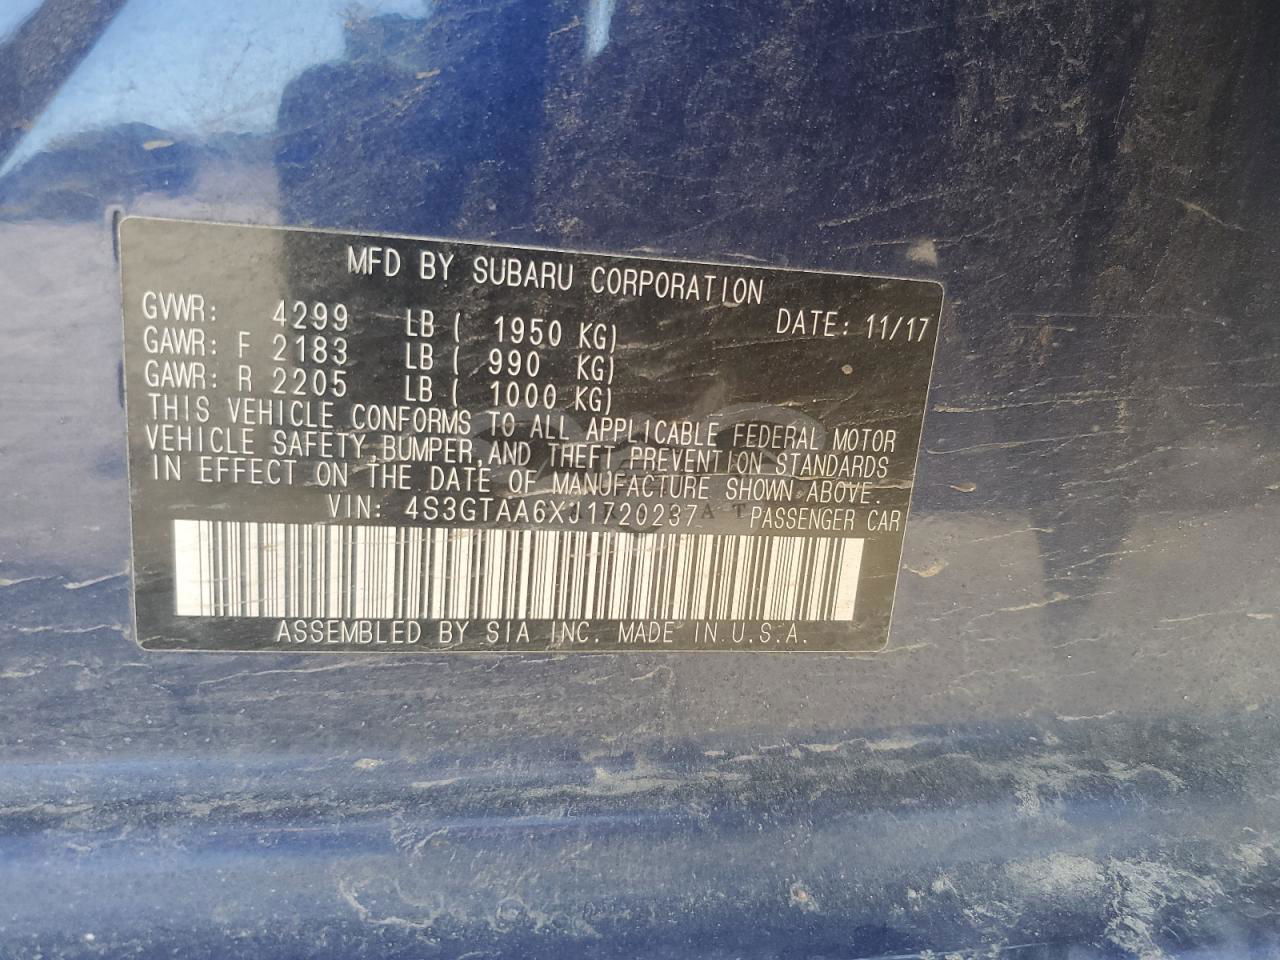 MFD BY SUBARU CORPORATION
GVWR: 4299 LB ( 1950 KG) DATE: 11/17
GAWR: F 2183 LB ( 990 KG)
GAWR: R 2205 LB ( 1000 KG)
THIS VEHICLE CONFORMS TO ALL APPLICABLE FEDERAL MOTOR
VEHICLE SAFETY,BUMPER,AND THEFT PREVENTION STANDARDS
IN EFFECT ON THE DATE OF MANUFACTURE SHOWN ABOVE.
VIN: 4S3GTAA6XJ1720237 PASSENGER CAR
ASSEMBLED BY SIA INC. MADE IN U.S.A.